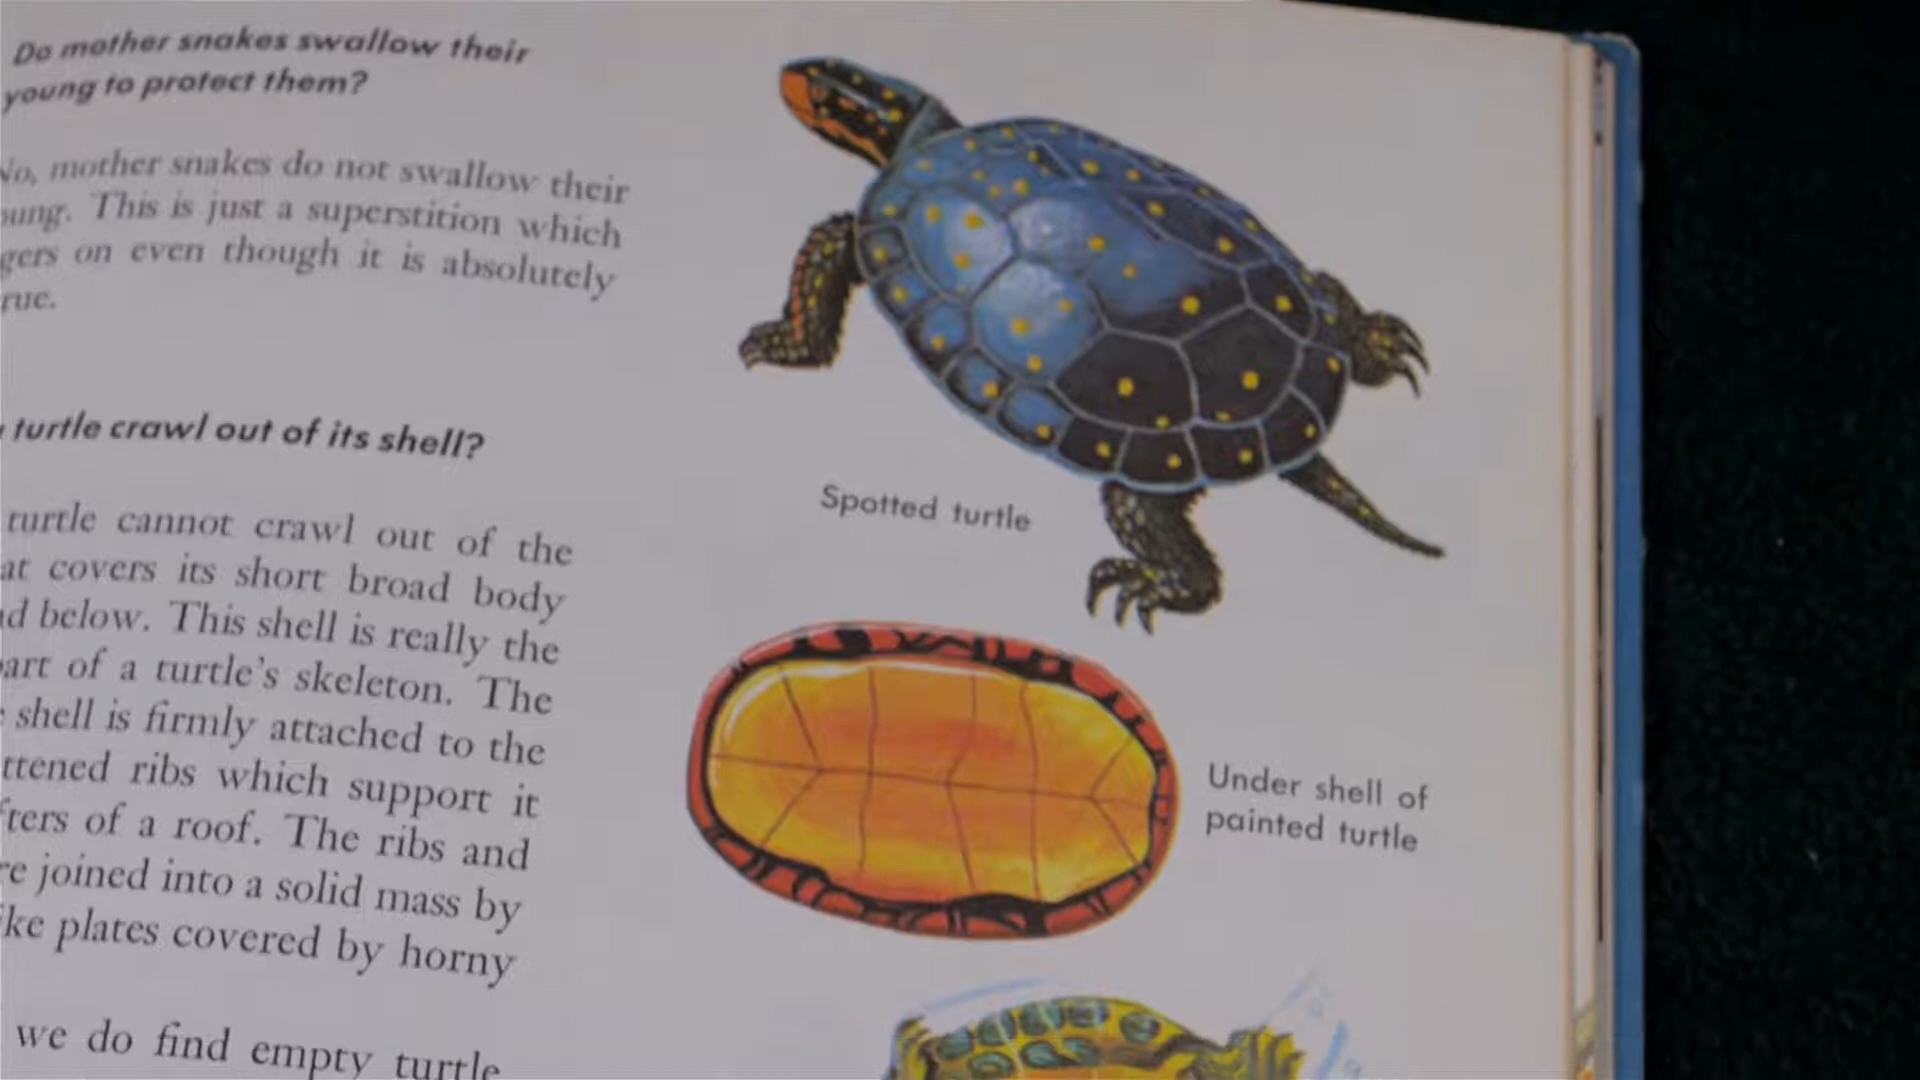 Do mother snakes swallow their
young to protect them?
No, mother snakes do not swallow their
oung. This is just a superstition which
gers on even though it is absolutely
rue.
turtle crawl out of its shell?
turtle cannot crawl out of the
at covers its short broad body
nd below. This shell is really the
part of a turtle's skeleton. The
shell is firmly attached to the
ttened ribs which support it
fters of a roof. The ribs and
re joined into a solid mass by
ike plates covered by horny
we do find empty turtle
Spotted turtle
Under shell of
painted turtle